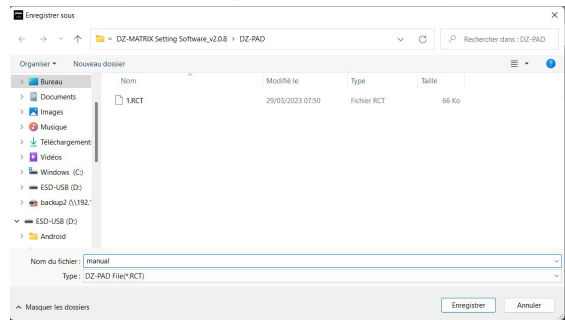 Enregistrer sous
« DZ-MATRIX Setting Software_v2.0.8 > DZ-PAD
Rechercher dans : DZ-PAD
Organiser
Nouveau dossier
Nom Modifié le Type Taille
Bureau
Documents
Images
Musique
Téléchargement
Vidéos
Windows (C:)
ESD-USB (D:)
backup2 (\\192.
ESD-USB (D:)
Android
1.RCT 29/03/2023 07:50 Fichier RCT 66 Ko
Nom du fichier : manual
Type : DZ-PAD File(*.RCT)
Masquer les dossiers
Enregistrer Annuler